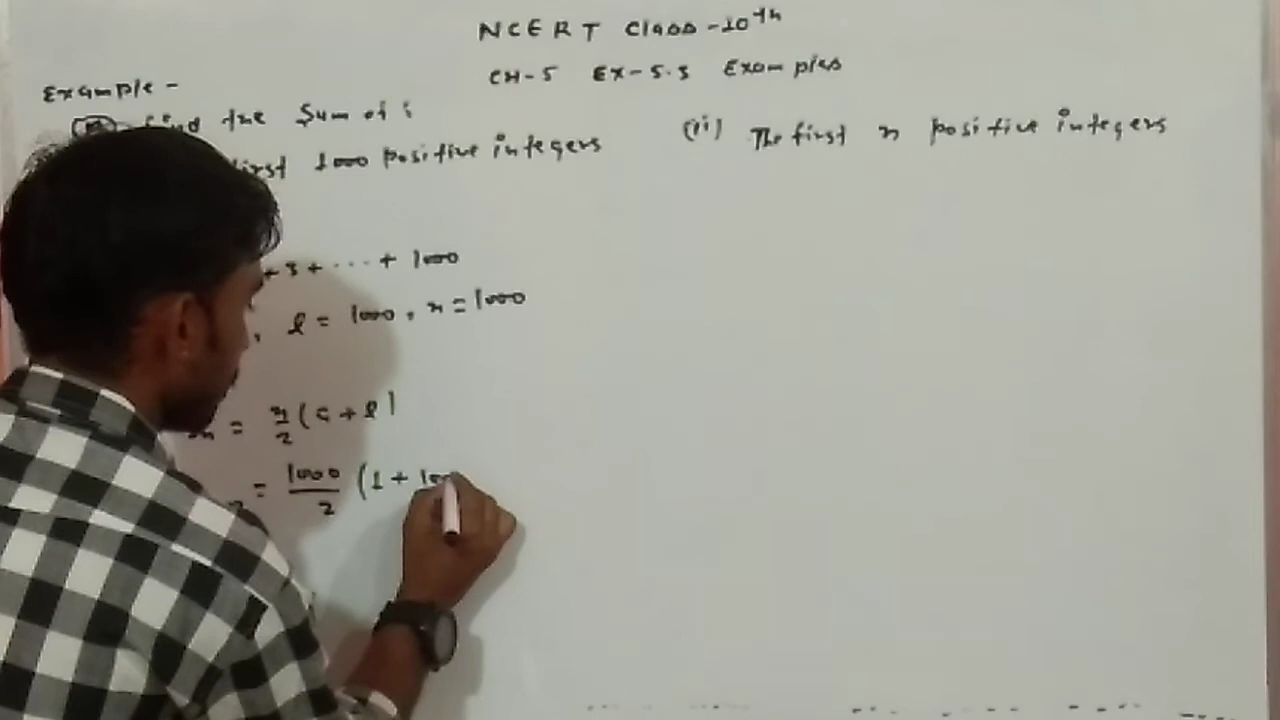 NCERT Class-10th
CH-5 EX-5.3 Examples
Example-
find the Sum of :
first 1000 positive integers
(ii) The first n positive integers
+ 3 + ... + 1000
, l = 1000, n = 1000
n = n/2 (a + l)
= 1000/2 (1 + 100